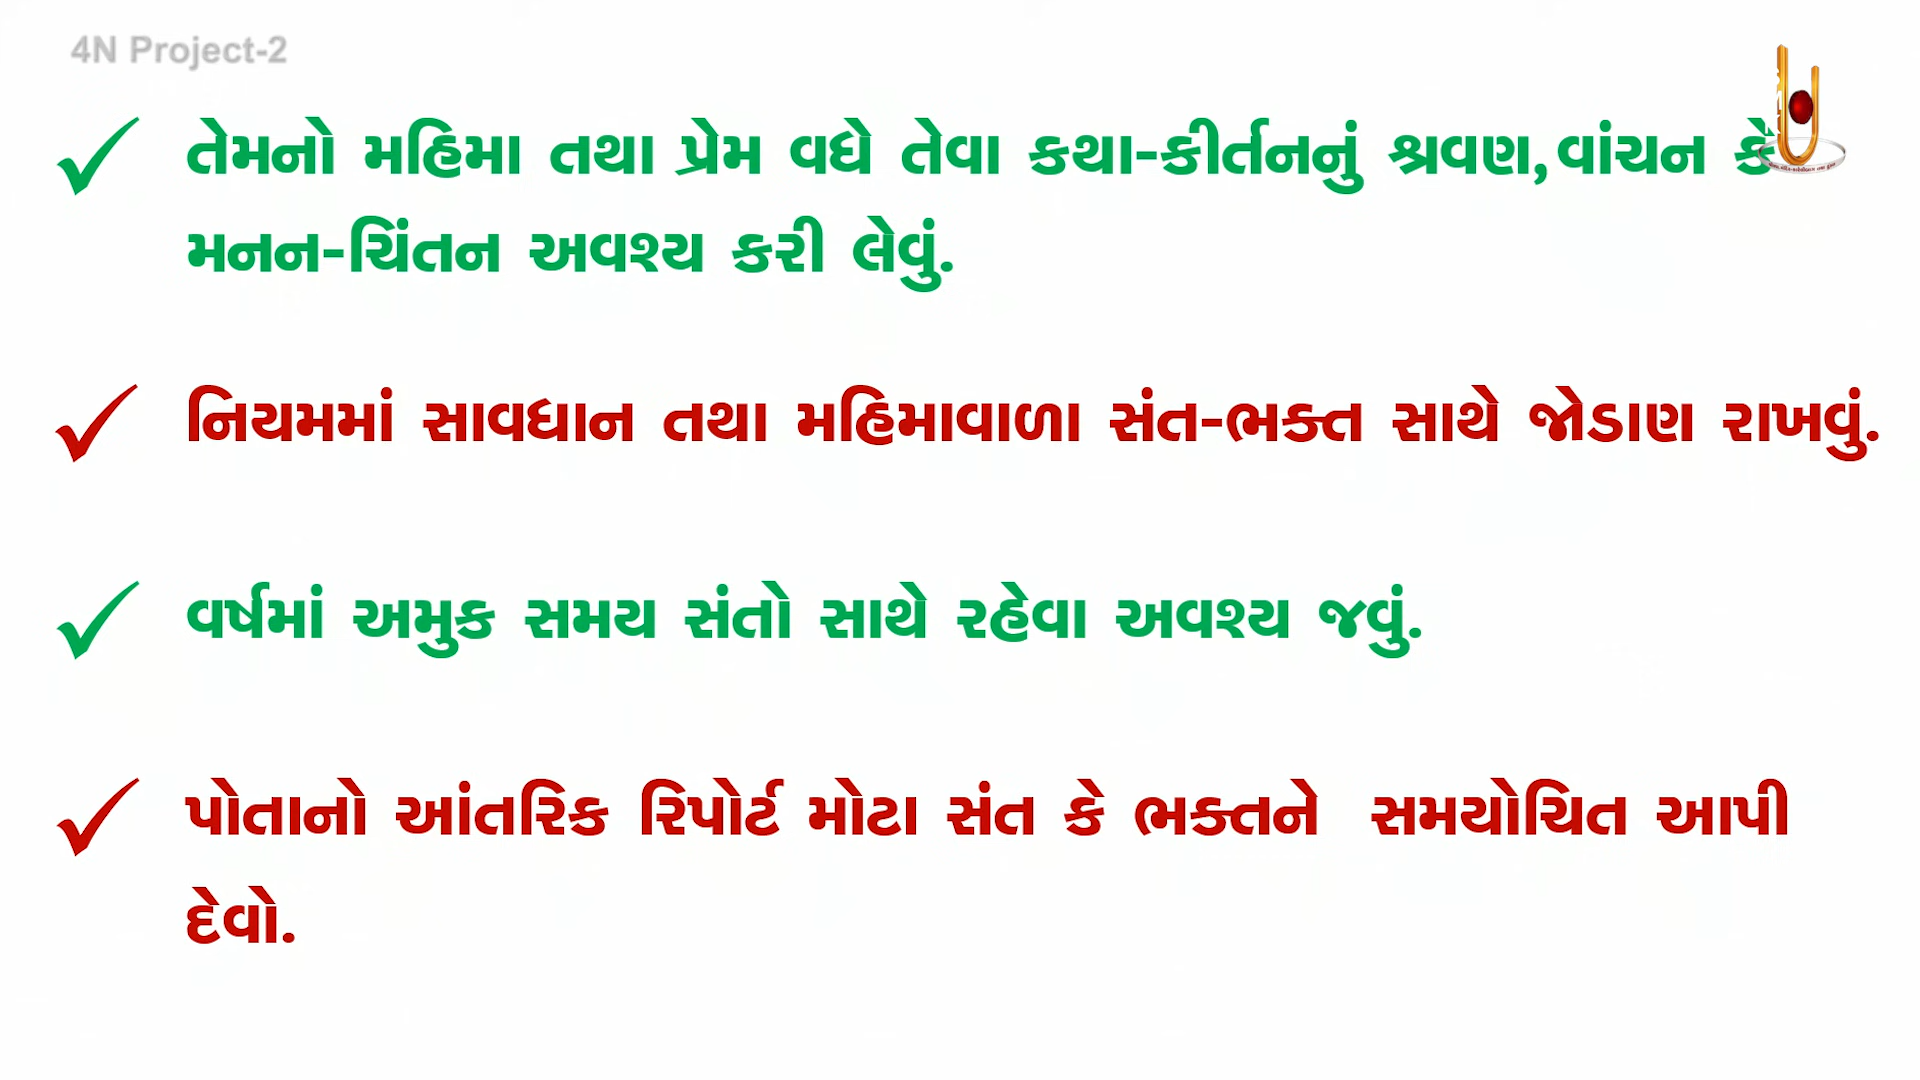 4N Project-2
તેમનો મહિમા તથા પ્રેમ વધે તેવા કથા-કીર્તનનું શ્રવણ,વાંચન કે
મનન-ચિંતન અવશ્ય કરી લેવું.
નિયમમાં સાવધાન તથા મહિમાવાળા સંત-ભક્ત સાથે જોડાણ રાખવું.
વર્ષમાં અમુક સમય સંતો સાથે રહેવા અવશ્ય જવું.
પોતાનો આંતરિક રિપોર્ટ મોટા સંત કે ભક્તને સમયોચિત આપી
દેવો.